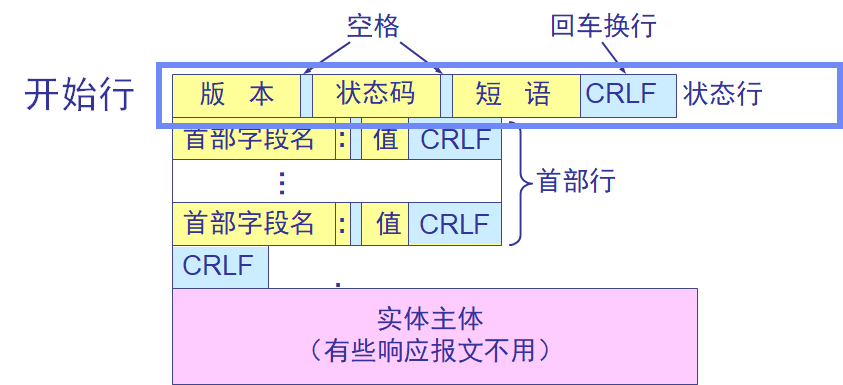 空格 回车换行
开始行 版 本 状态码 短 语 CRLF 状态行
首部字段名 : 值 CRLF
⋮ 首部行
首部字段名 : 值 CRLF
CRLF
实体主体
（有些响应报文不用）